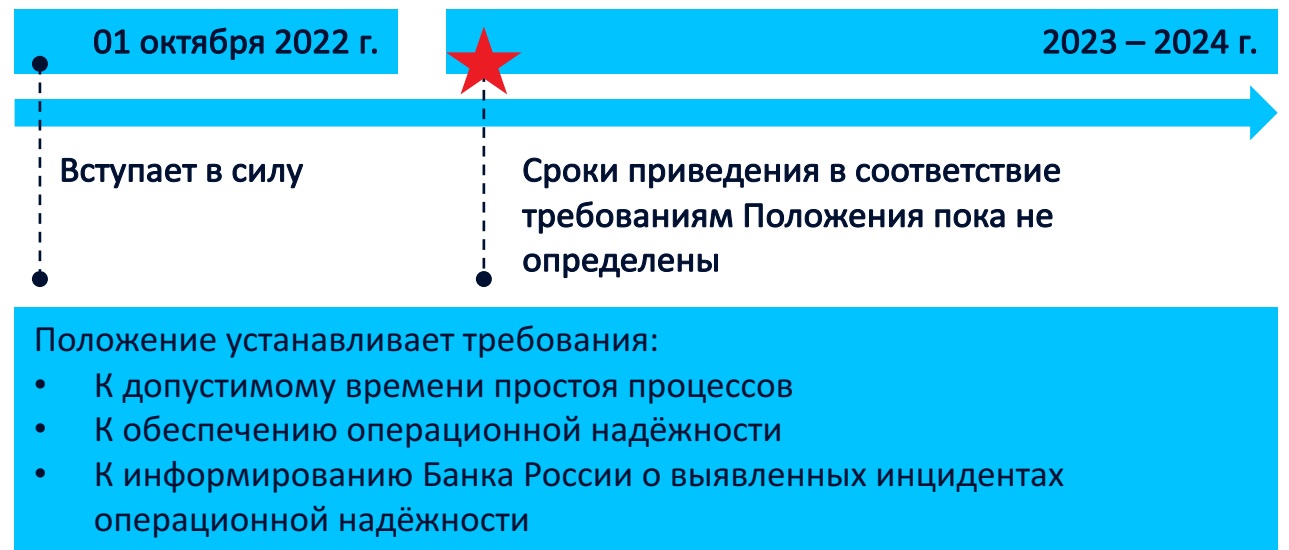 01 октября 2022 г.
2023 – 2024 г.
Вступает в силу
Сроки приведения в соответствие
требованиям Положения пока не
определены
Положение устанавливает требования:
• К допустимому времени простоя процессов
• К обеспечению операционной надёжности
• К информированию Банка России о выявленных инцидентах
операционной надёжности